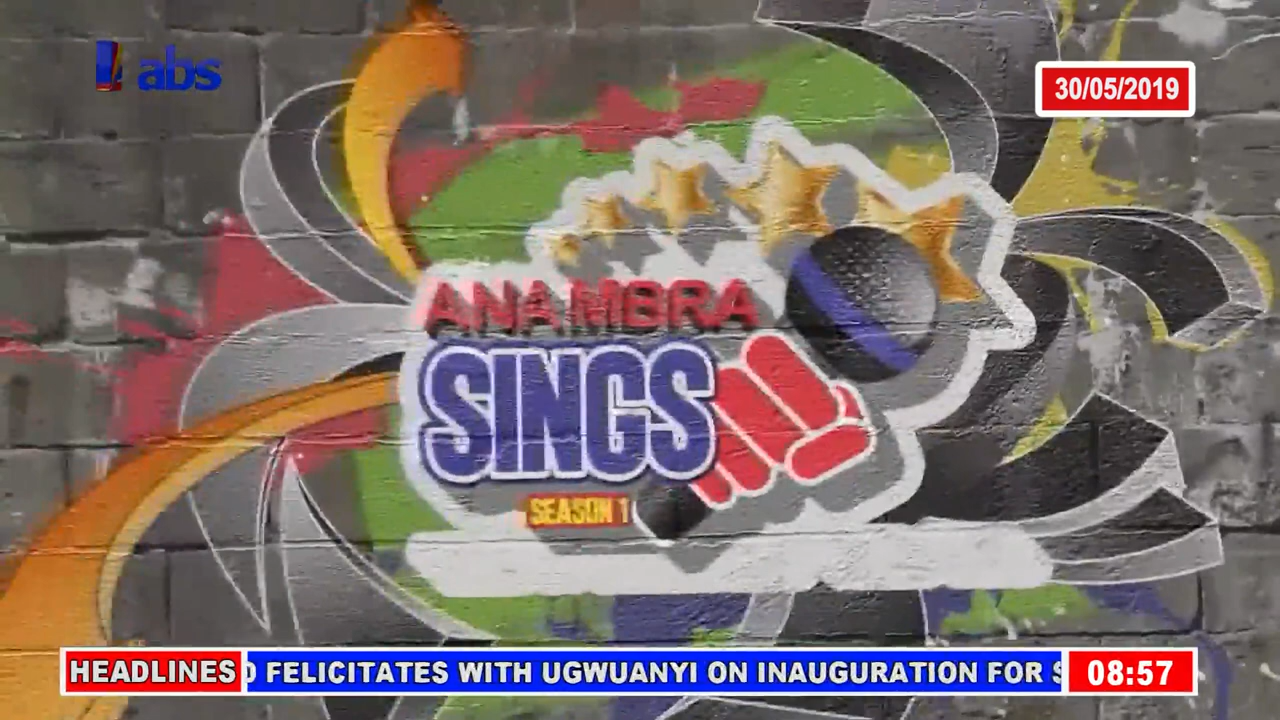 abs
30/05/2019
ANAMBRA
SINGS
SEASON 1
HEADLINES
FELICITATES WITH UGWUANYI ON INAUGURATION FOR
08:57